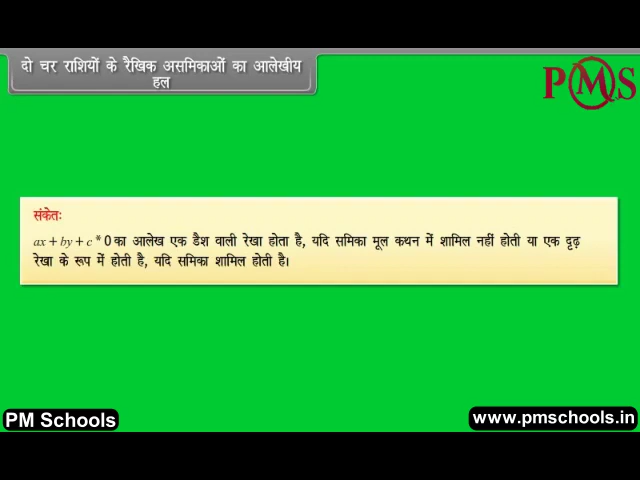 दो चर राशियों के रैखिक असमिकाओं का आलेखीय
हल
PMS
संकेतः
ax + by + c * 0 का आलेख एक डैश वाली रेखा होता है, यदि समिका मूल कथन में शामिल नहीं होती या एक दृढ़
रेखा के रूप में होती है, यदि समिका शामिल होती है।
PM Schools
www.pmschools.in